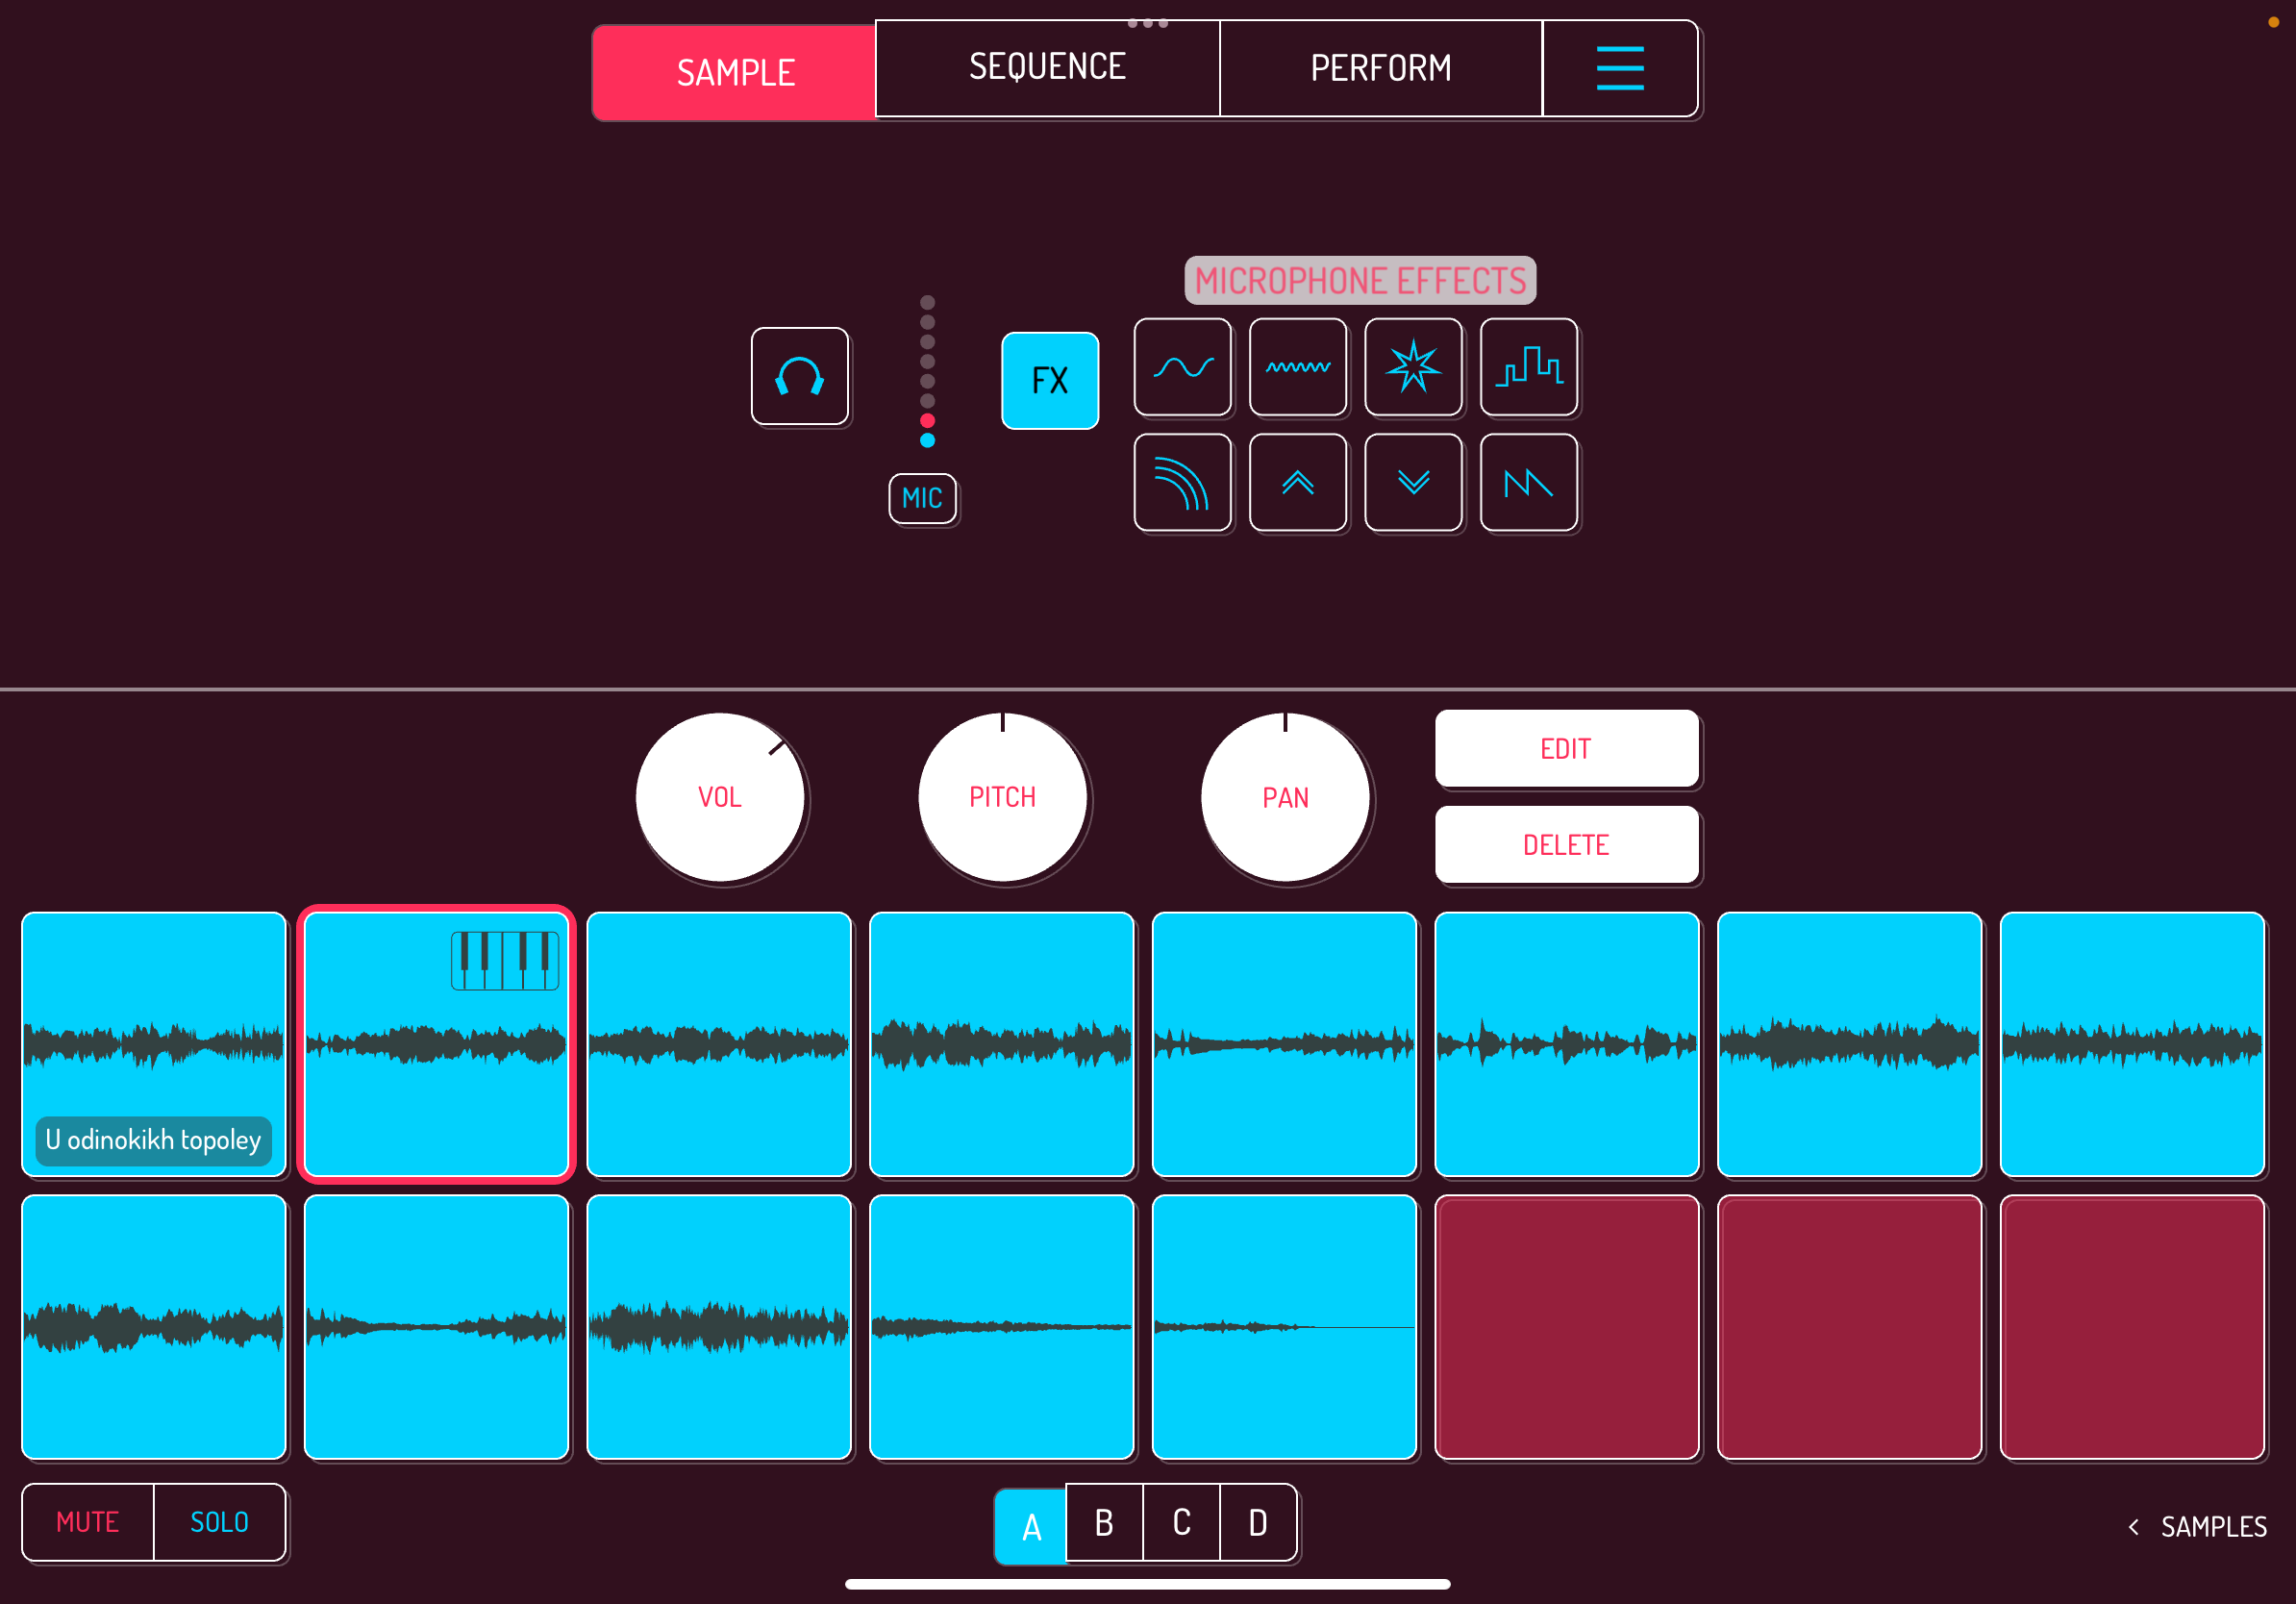 SAMPLE
SEQUENCE
PERFORM
MICROPHONE EFFECTS
FX
MIC
VOL
PITCH
PAN
EDIT
DELETE
U odinokikh topoley
MUTE
SOLO
A
B
C
D
SAMPLES